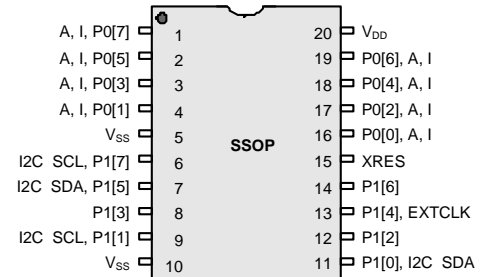 A, I, P0[7] 1 20 VDD
A, I, P0[5] 2 19 P0[6], A, I
A, I, P0[3] 3 18 P0[4], A, I
A, I, P0[1] 4 17 P0[2], A, I
VSS 5 16 P0[0], A, I
SSOP
I2C SCL, P1[7] 6 15 XRES
I2C SDA, P1[5] 7 14 P1[6]
P1[3] 8 13 P1[4], EXTCLK
I2C SCL, P1[1] 9 12 P1[2]
VSS 10 11 P1[0], I2C SDA